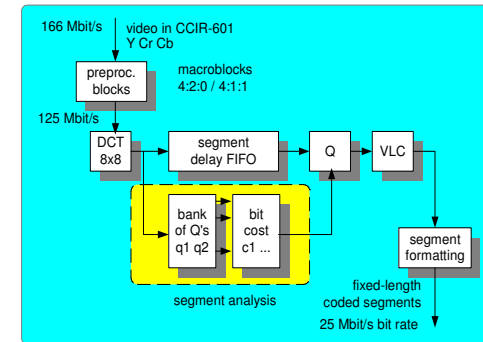 166 Mbit/s
video in CCIR-601
Y Cr Cb
preproc.
blocks
macroblocks
4:2:0 / 4:1:1
125 Mbit/s
DCT
8x8
segment
delay FIFO
Q
VLC
bank
of Q's
q1 q2
bit
cost
c1 ...
segment
formatting
segment analysis
fixed-length
coded segments
25 Mbit/s bit rate